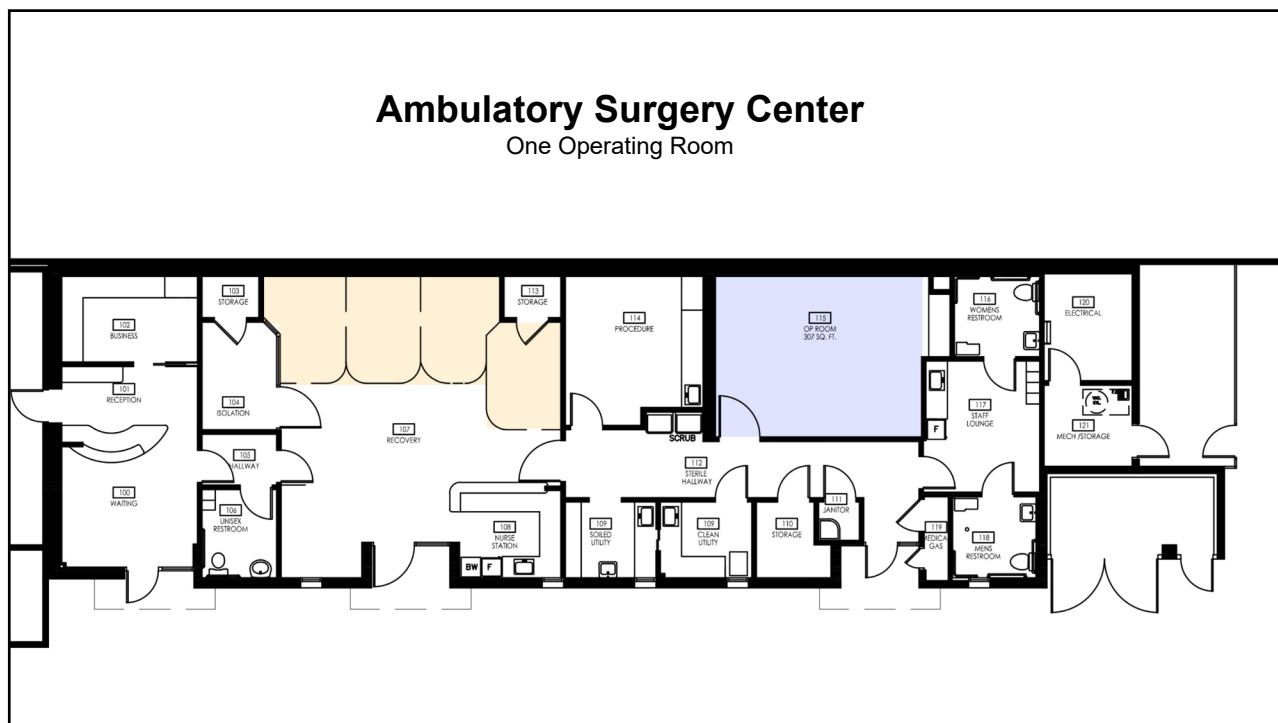 Ambulatory Surgery Center
One Operating Room
102
BUSINESS
101
RECEPTION
100
WAITING
103
STORAGE
104
ISOLATION
105
HALLWAY
106
UNISEX
RESTROOM
107
RECOVERY
113
STORAGE
108
NURSE
STATION
BW F
114
PROCEDURE
SCRUB
112
STERILE
HALLWAY
109
SOILED
UTILITY
109
CLEAN
UTILITY
110
STORAGE
111
JANITOR
115
OP ROOM
307 SQ. FT.
116
WOMENS
RESTROOM
117
STAFF
LOUNGE
F
119
MEDICA
GAS
118
MENS
RESTROOM
120
ELECTRICAL
121
MECH /STORAGE